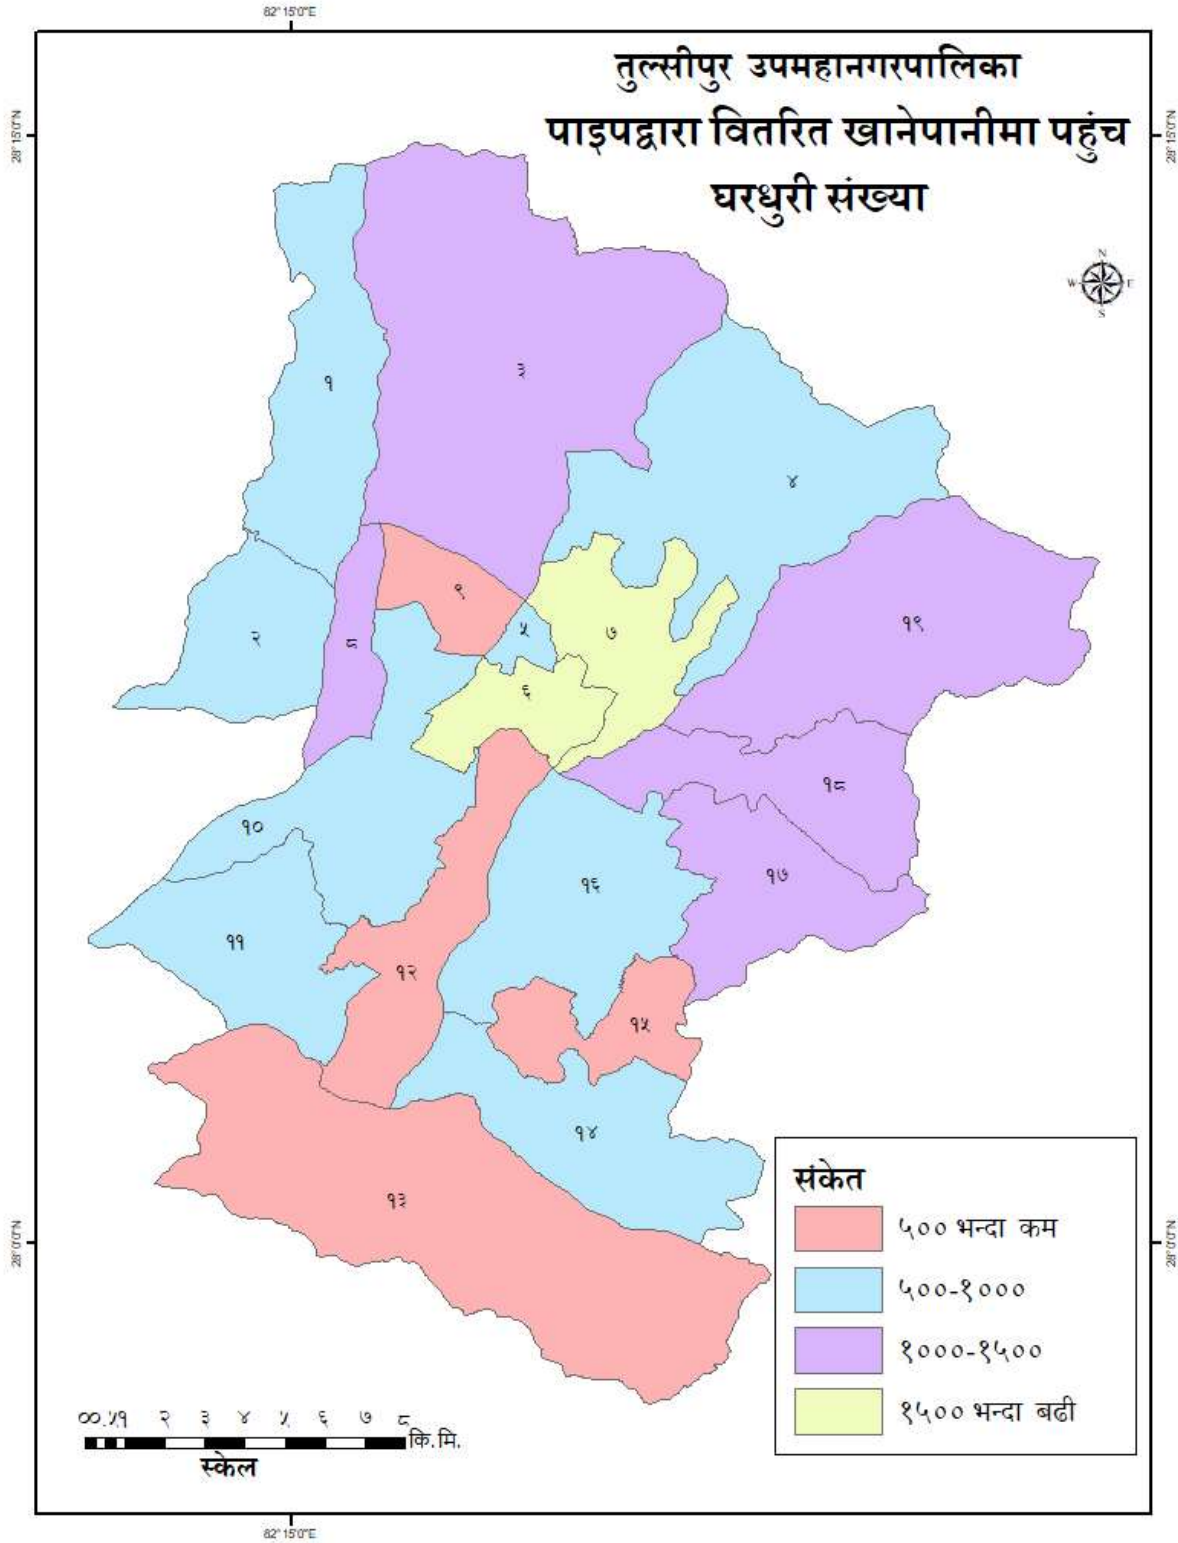 82°15'0"E
तुल्सीपुर उपमहानगरपालिका
पाइपद्वारा वितरित खानेपानीमा पहुंच
घरधुरी संख्या
28°15'0"N
28°15'0"N
N
W
E
S
१
३
४
२
८
९
५
७
६
१९
१८
१०
१७
१६
११
१२
१५
१४
१३
संकेत
५०० भन्दा कम
५००-१०००
१०००-१५००
१५०० भन्दा बढी
28°0'0"N
28°0'0"N
००.५१ २ ३ ४ ५ ६ ७ ८
कि.मि.
स्केल
82°15'0"E